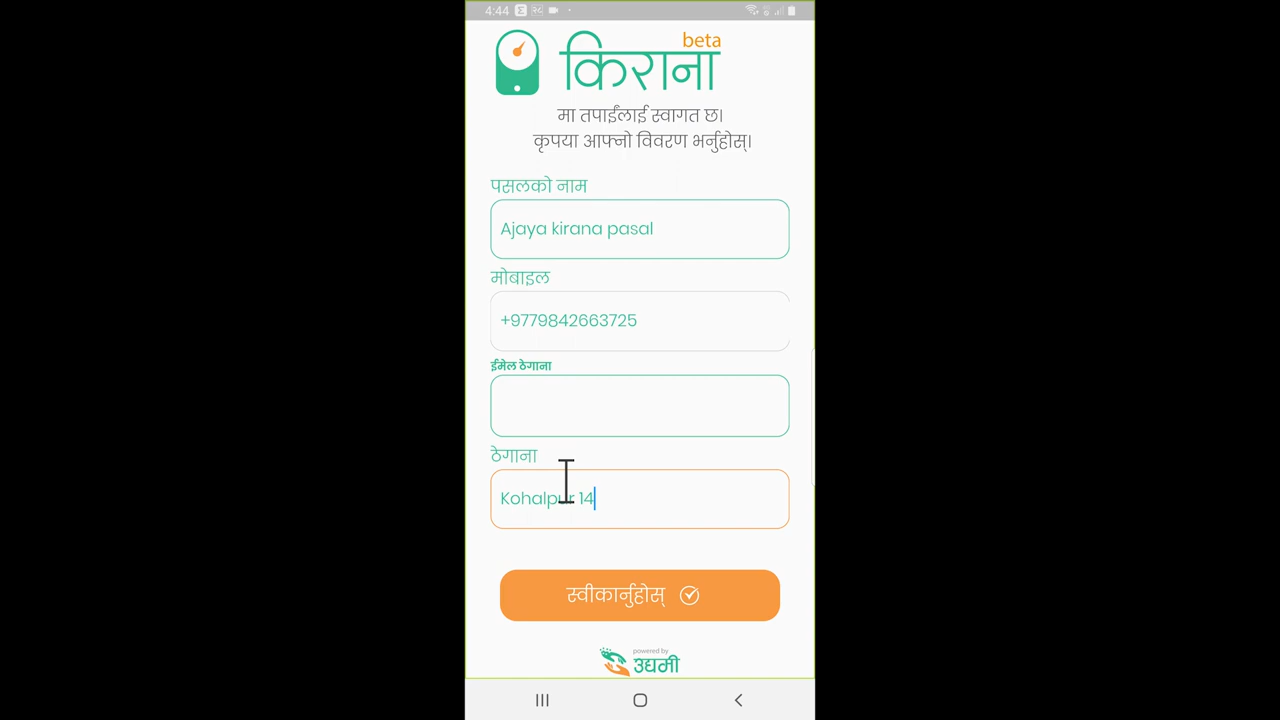 4:44
beta
किराना
मा तपाईंलाई स्वागत छ।
कृपया आफ्नो विवरण भर्नुहोस्।
पसलको नाम
Ajaya kirana pasal
मोबाइल
+9779842663725
ईमेल ठेगाना
ठेगाना
Kohalpur 14
स्वीकार्नुहोस्
powered by
उद्यमी